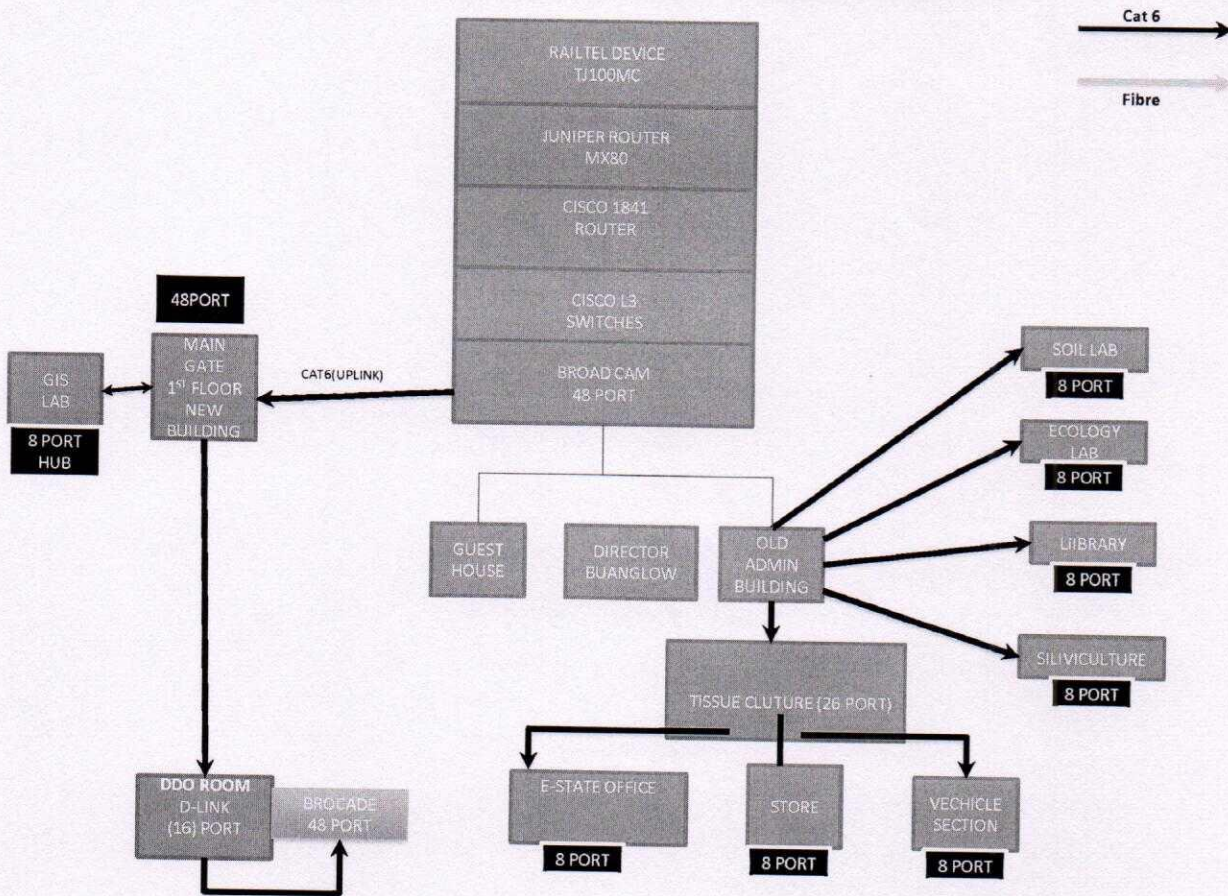 Cat 6
Fibre
RAILTEL DEVICE
TJ100MC
JUNIPER ROUTER
MX80
CISCO 1841
ROUTER
CISCO L3
SWITCHES
BROAD CAM
48 PORT
48PORT
MAIN
GATE
1ST FLOOR
NEW
BUILDING
GIS
LAB
8 PORT
HUB
CAT6(UPLINK)
SOIL LAB
8 PORT
ECOLOGY
LAB
8 PORT
LIIBRARY
8 PORT
SILIVICULTURE
8 PORT
GUEST
HOUSE
DIRECTOR
BUANGLOW
OLD
ADMIN
BUILDING
TISSUE CLUTURE (26 PORT)
DDO ROOM
D-LINK
(16) PORT
BROCADE
48 PORT
E-STATE OFFICE
8 PORT
STORE
8 PORT
VECHICLE
SECTION
8 PORT